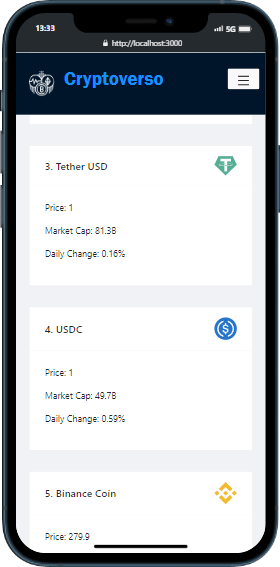 13:33
5G
http://localhost:3000
Cryptoverso
3. Tether USD
Price: 1
Market Cap: 81.3B
Daily Change: 0.16%
4. USDC
Price: 1
Market Cap: 49.7B
Daily Change: 0.59%
5. Binance Coin
Price: 279.9